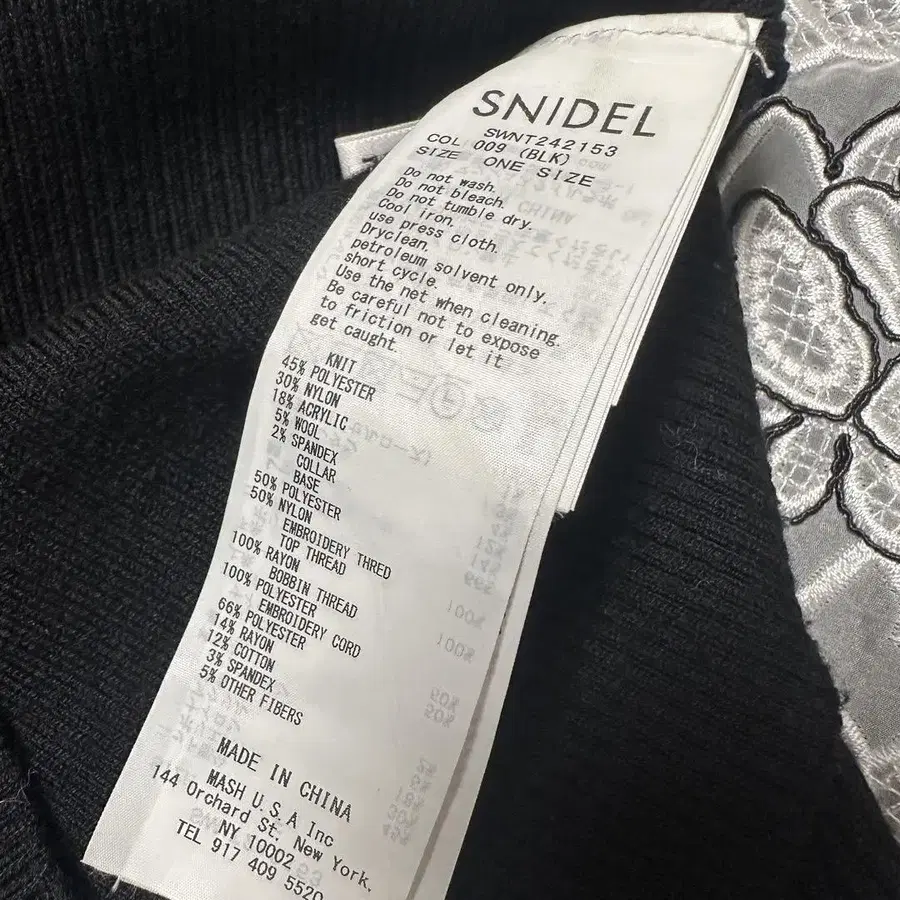 SNIDEL
SWNT242153
COL 009 (BLK)
SIZE ONE SIZE
Do not wash.
Do not bleach.
Do not tumble dry.
Cool iron.
use press cloth.
Dryclean.
petroleum solvent only.
short cycle.
Use the net when cleaning.
Be careful not to expose
to friction or let it
get caught.
KNIT
45% POLYESTER
30% NYLON
18% ACRYLIC
5% WOOL
2% SPANDEX
COLLAR
BASE
50% POLYESTER
50% NYLON
EMBROIDERY THRED
TOP THREAD
100% RAYON
BOBBIN THREAD
100% POLYESTER
EMBROIDERY CORD
66% POLYESTER
14% RAYON
12% COTTON
3% SPANDEX
5% OTHER FIBERS
MADE IN CHINA
MASH U.S.A Inc
144 Orchard St. New York,
NY 10002
TEL 917 409 5520